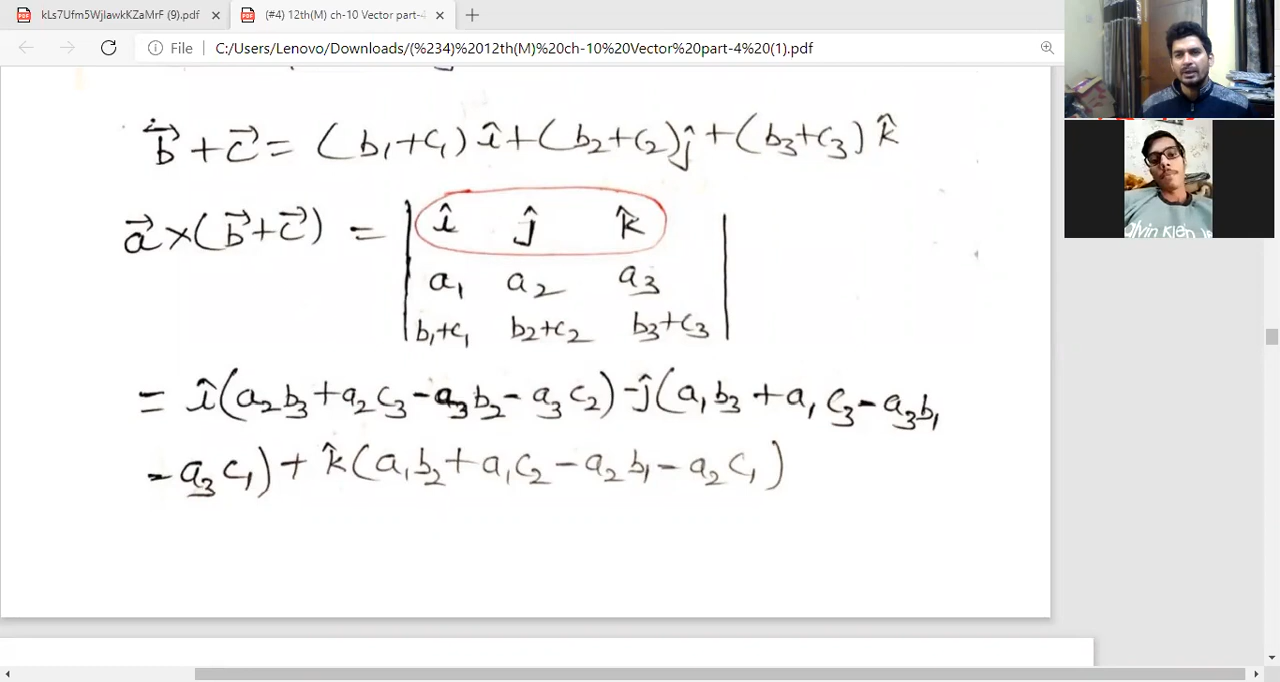 kLs7Ufm5WjlawkKZaMrF (9).pdf
(#4) 12th(M) ch-10 Vector part-4
File
C:/Users/Lenovo/Downloads/(%234)%2012th(M)%20ch-10%20Vector%20part-4%20(1).pdf
b⃗ + c⃗ = (b₁+c₁) î + (b₂+c₂) ĵ + (b₃+c₃) k̂
a⃗ × (b⃗+c⃗) = | î ĵ k̂ |
a₁ a₂ a₃
b₁+c₁ b₂+c₂ b₃+c₃
= î (a₂b₃ + a₂c₃ - a₃b₂ - a₃c₂) - ĵ (a₁b₃ + a₁c₃ - a₃b₁
- a₃c₁) + k̂ (a₁b₂ + a₁c₂ - a₂b₁ - a₂c₁)